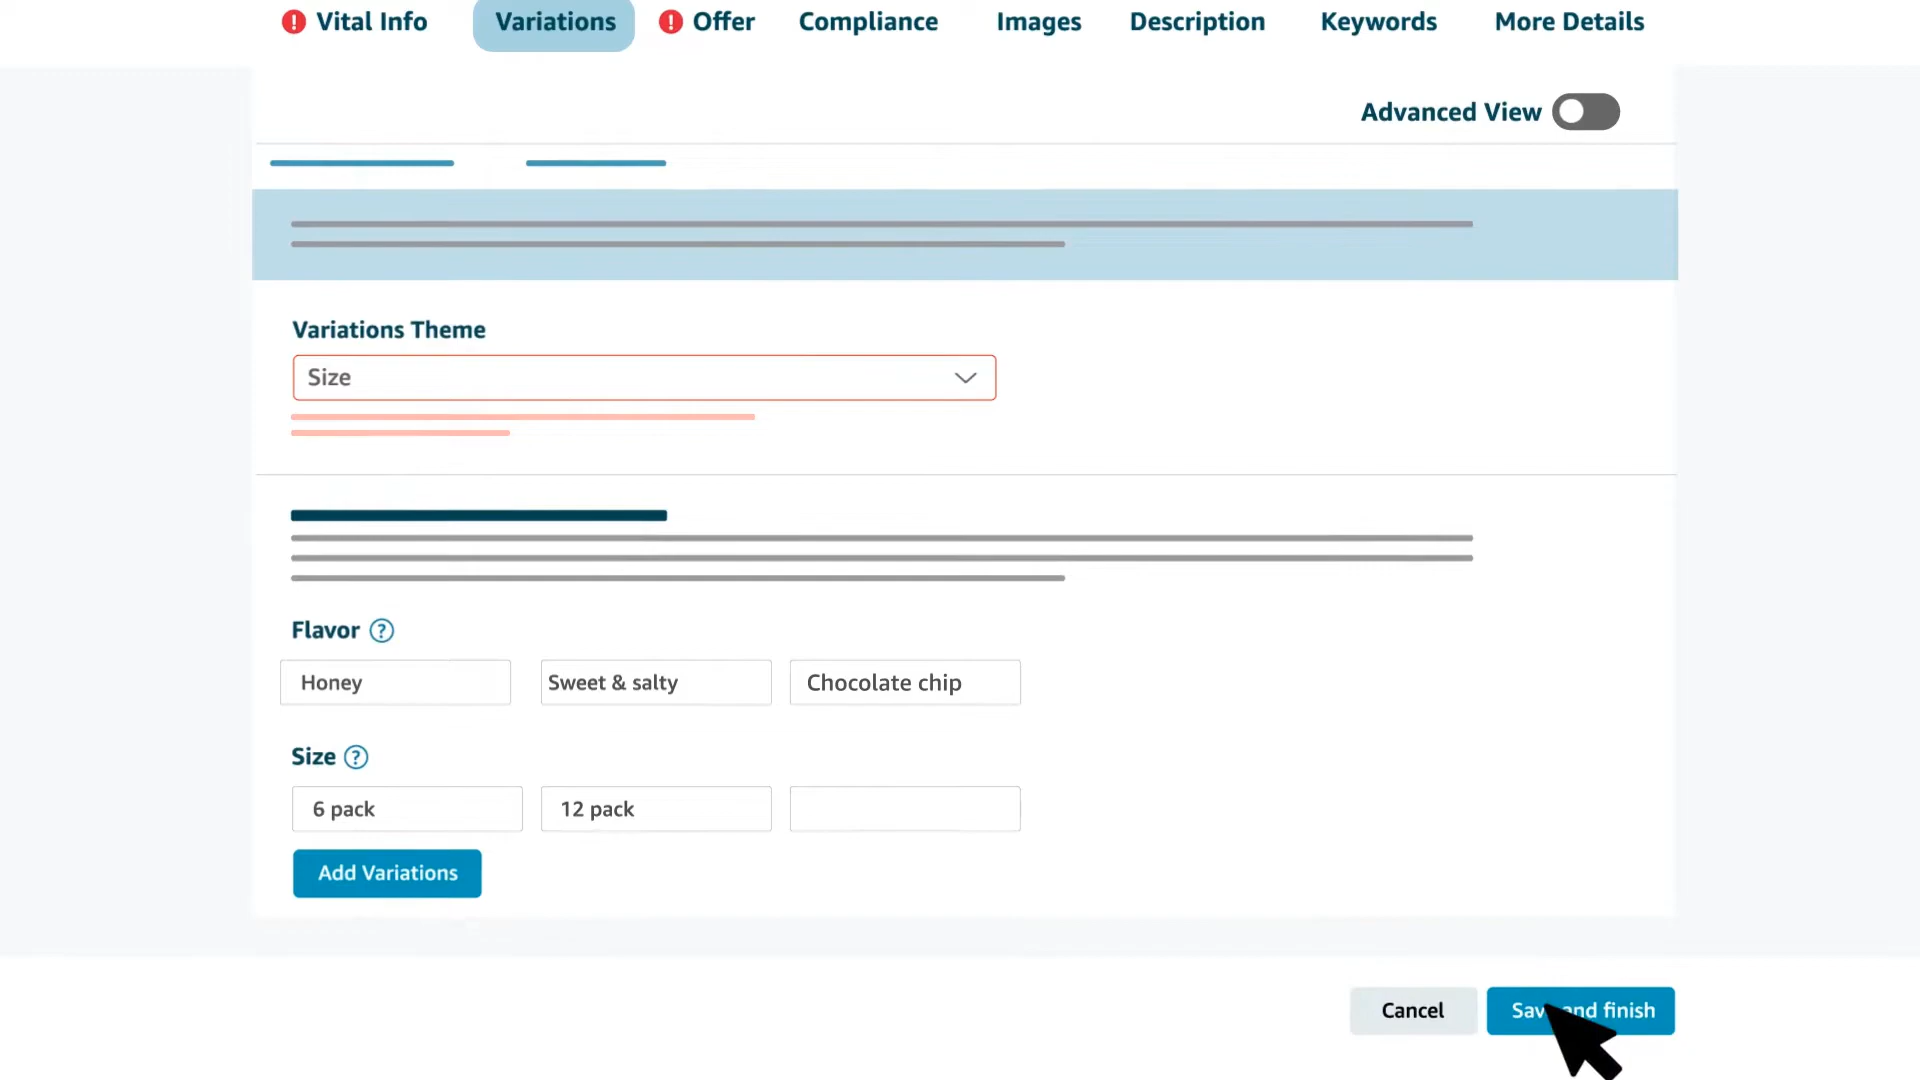 Vital Info Variations Offer Compliance Images Description Keywords More Details
Advanced View
Variations Theme
Size
Flavor ?
Honey Sweet & salty Chocolate chip
Size ?
6 pack 12 pack
Add Variations
Cancel Save and finish